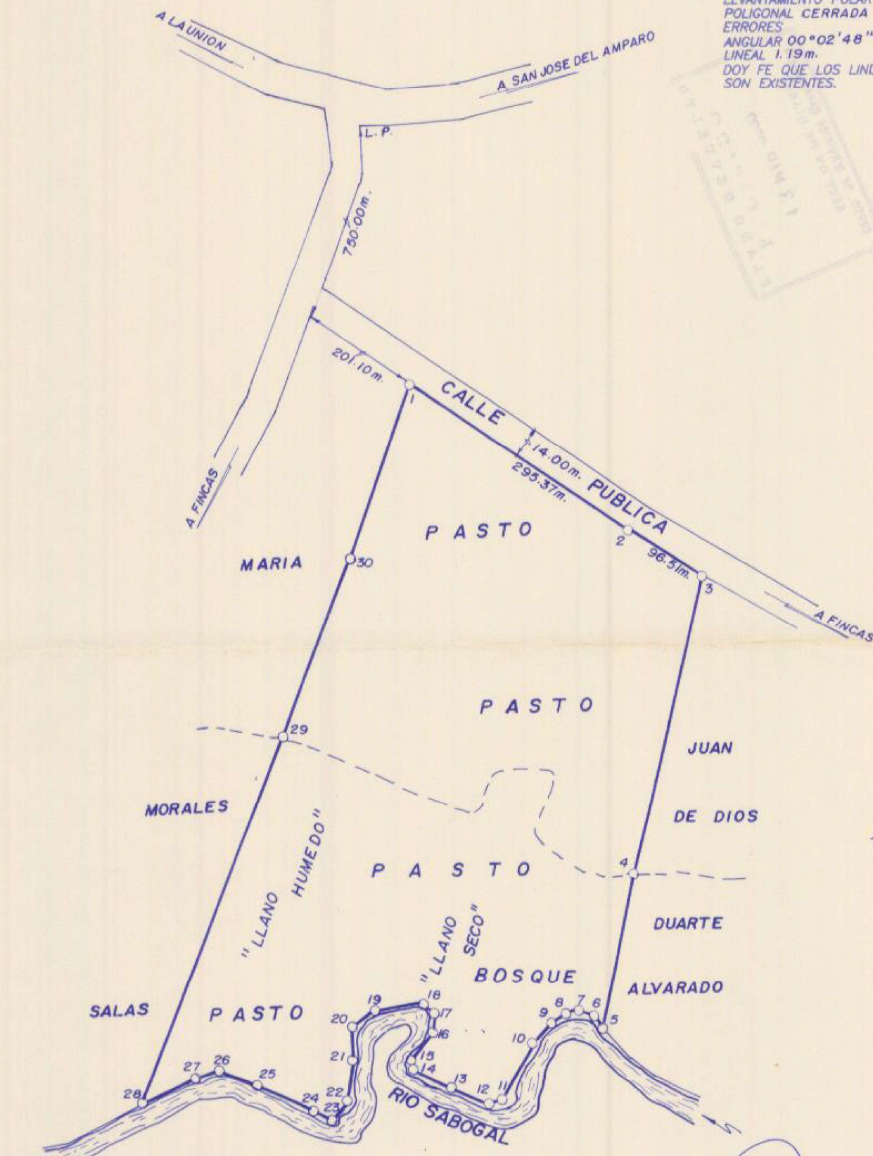 LEVANTAMIENTO POLAR
POLIGONAL CERRADA
ERRORES
ANGULAR 00°02'48"
LINEAL 1.19m.
DOY FE QUE LOS LIND
SON EXISTENTES.
A LA UNION
A SAN JOSE DEL AMPARO
L.P.
750.00m.
201.10m.
1
CALLE
PUBLICA
14.00m.
295.37m.
2
96.51m.
3
A FINCAS
A FINCAS
PASTO
MARIA
30
PASTO
29
JUAN
MORALES
DE DIOS
"LLANO
HUMEDO"
PASTO
4
"LLANO
SECO"
DUARTE
BOSQUE
ALVARADO
SALAS
PASTO
18
19
17
20
16
21
15
14
13
12
11
10
9
8
7
6
5
22
23
24
25
26
27
28
RIO SABOGAL